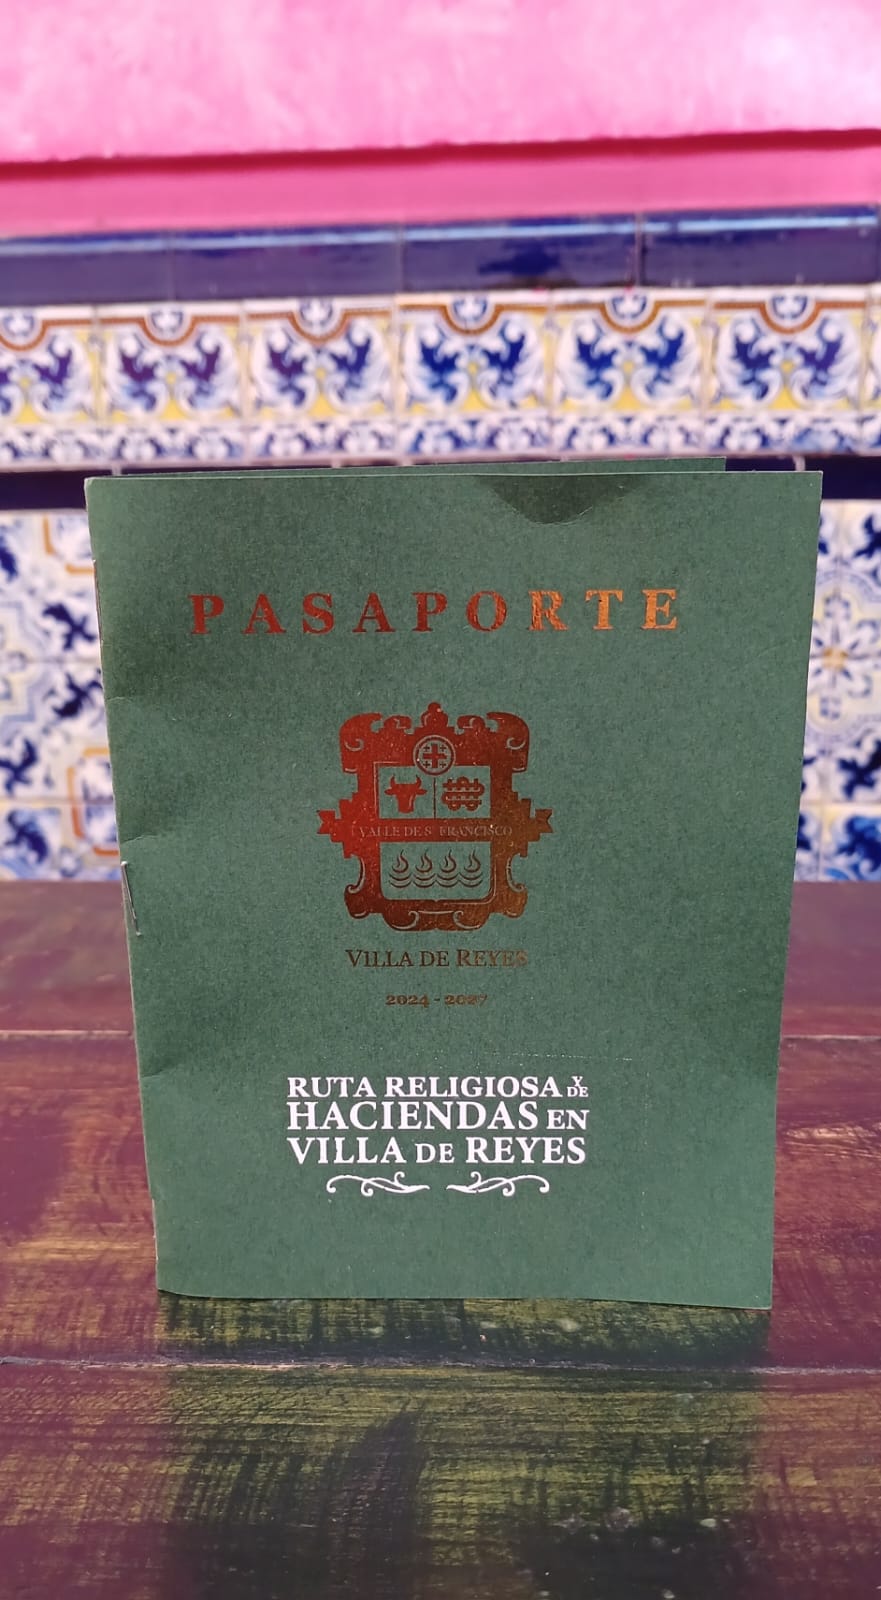 PASAPORTE
VALLE DE S. FRANCISCO
VILLA DE REYES
2024 - 2027
RUTA RELIGIOSA Y DE
HACIENDAS EN
VILLA DE REYES